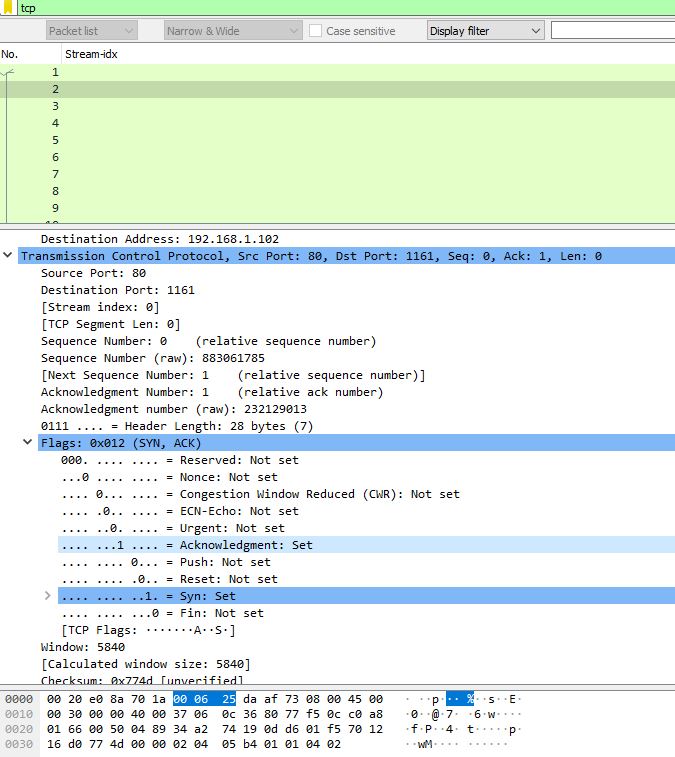 tcp
Packet list Narrow & Wide Case sensitive Display filter
No. Stream-idx
1
2
3
4
5
6
7
8
9
Destination Address: 192.168.1.102
Transmission Control Protocol, Src Port: 80, Dst Port: 1161, Seq: 0, Ack: 1, Len: 0
Source Port: 80
Destination Port: 1161
[Stream index: 0]
[TCP Segment Len: 0]
Sequence Number: 0    (relative sequence number)
Sequence Number (raw): 883061785
[Next Sequence Number: 1    (relative sequence number)]
Acknowledgment Number: 1    (relative ack number)
Acknowledgment number (raw): 232129013
0111 .... = Header Length: 28 bytes (7)
Flags: 0x012 (SYN, ACK)
000. .... .... = Reserved: Not set
...0 .... .... = Nonce: Not set
.... 0... .... = Congestion Window Reduced (CWR): Not set
.... .0.. .... = ECN-Echo: Not set
.... ..0. .... = Urgent: Not set
.... ...1 .... = Acknowledgment: Set
.... .... 0... = Push: Not set
.... .... .0.. = Reset: Not set
.... .... ..1. = Syn: Set
.... .... ...0 = Fin: Not set
[TCP Flags: ·······A··S·]
Window: 5840
[Calculated window size: 5840]
Checksum: 0x774d [unverified]
0000 00 20 e0 8a 70 1a 00 06 25 da af 73 08 00 45 00 · ··p···%··s··E·
0010 00 30 00 00 40 00 37 06 0c 36 80 77 f5 0c c0 a8 ·0··@·7··6·w····
0020 01 66 00 50 04 89 34 a2 74 19 0d d6 01 f5 70 12 ·f·P··4·t·····p·
0030 16 d0 77 4d 00 00 02 04 05 b4 01 01 04 02 ··wM··········